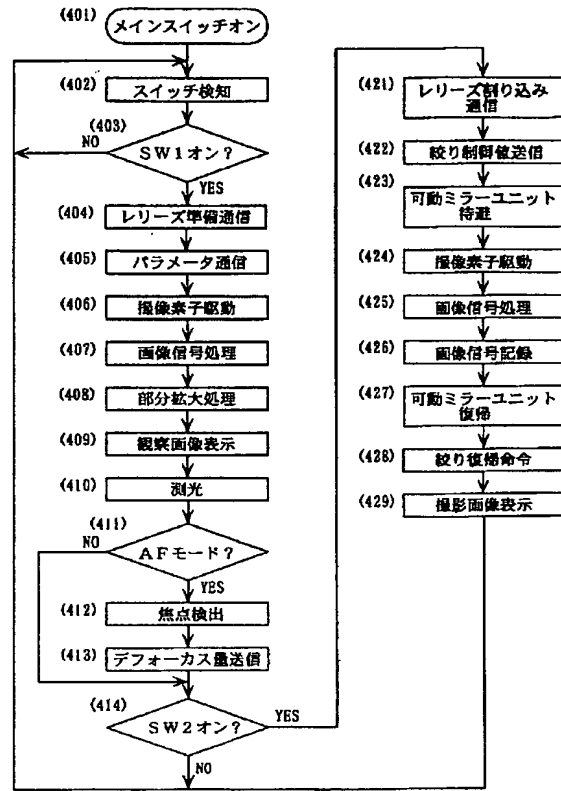 (401)
メインスイッチオン
(402)
スイッチ検知
(403)
NO
SW1オン?
YES
(404)
レリーズ準備通信
(405)
パラメータ通信
(406)
撮像素子駆動
(407)
画像信号処理
(408)
部分拡大処理
(409)
観察画像表示
(410)
測光
(411)
NO
AFモード?
YES
(412)
焦点検出
(413)
デフォーカス量送信
(414)
SW2オン?
YES
NO
(421)
レリーズ割り込み
通信
(422)
絞り制御値送信
(423)
可動ミラーユニット
待避
(424)
撮像素子駆動
(425)
画像信号処理
(426)
画像信号記録
(427)
可動ミラーユニット
復帰
(428)
絞り復帰命令
(429)
撮影画像表示